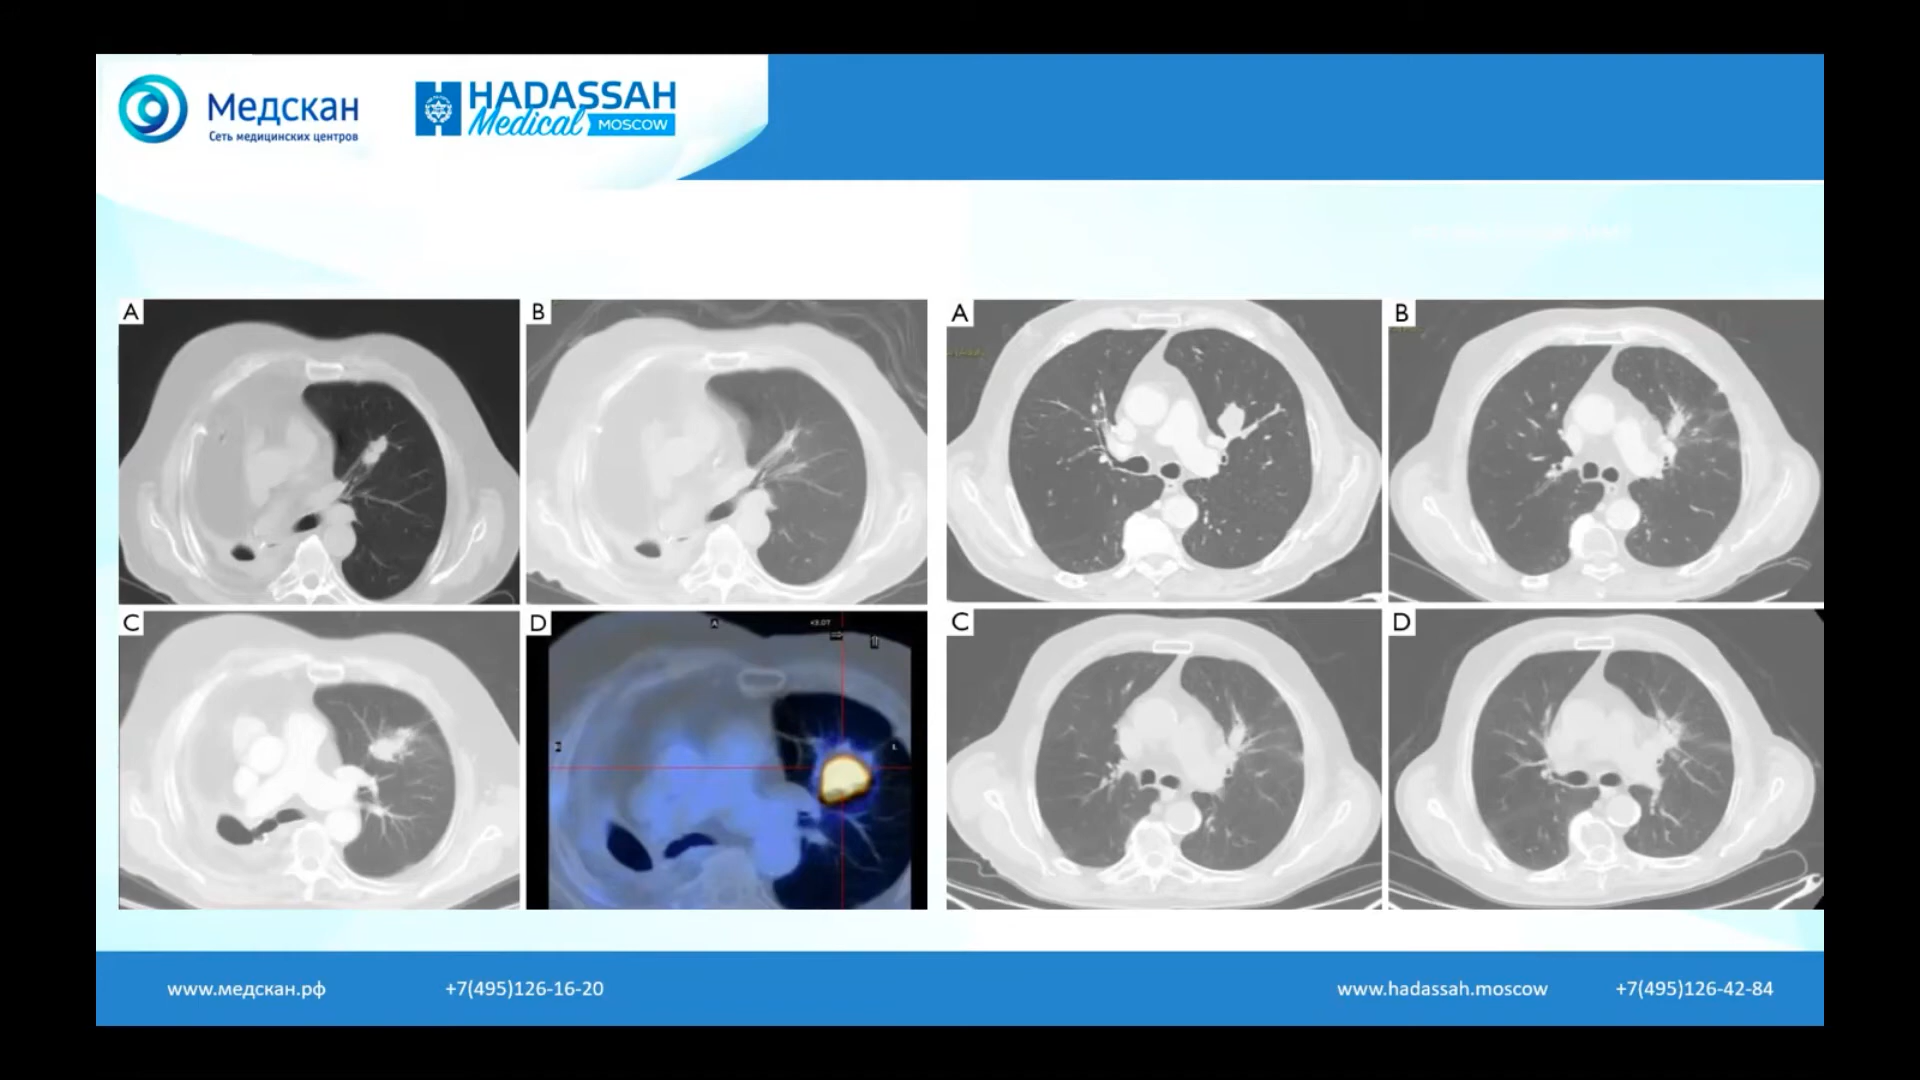 Медскан
Сеть медицинских центров
HADASSAH
Medical MOSCOW
A
B
A
B
C
D
C
D
www.медскан.рф
+7(495)126-16-20
www.hadassah.moscow
+7(495)126-42-84